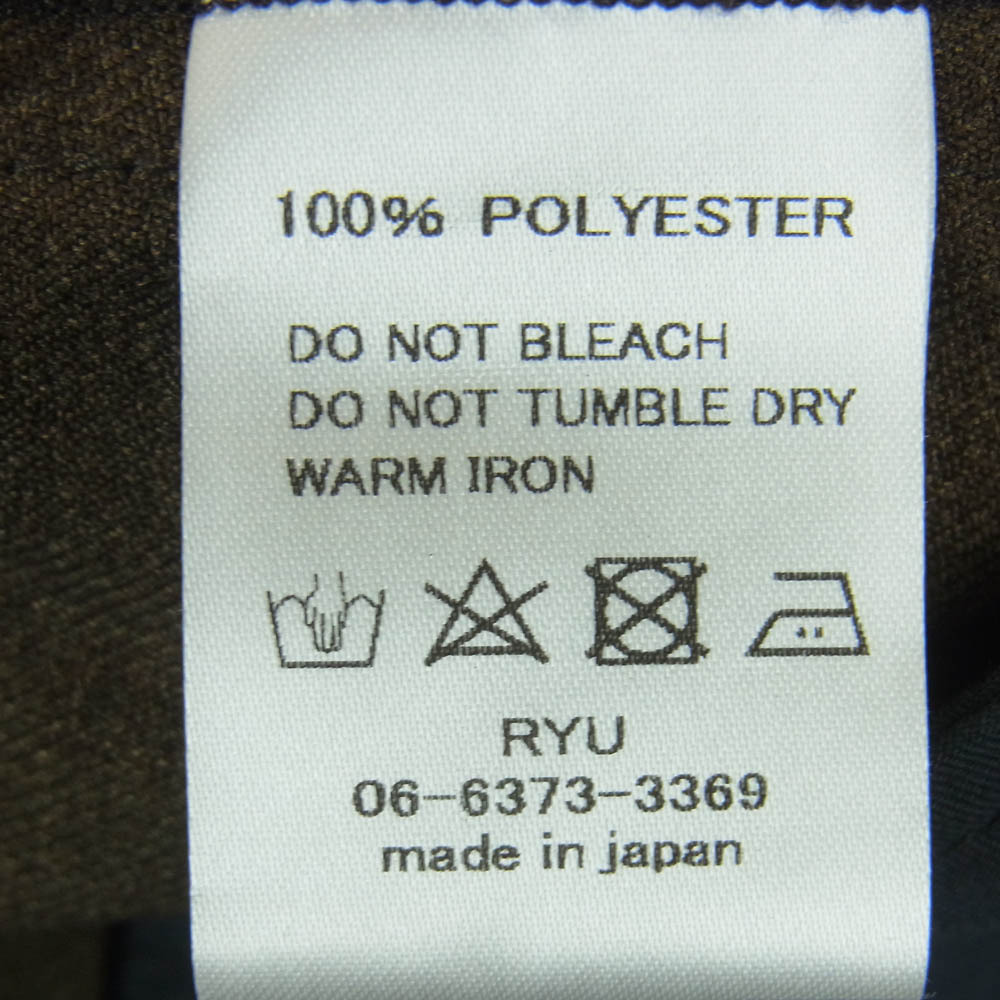 100% POLYESTER
DO NOT BLEACH
DO NOT TUMBLE DRY
WARM IRON
RYU
06-6373-3369
made in japan